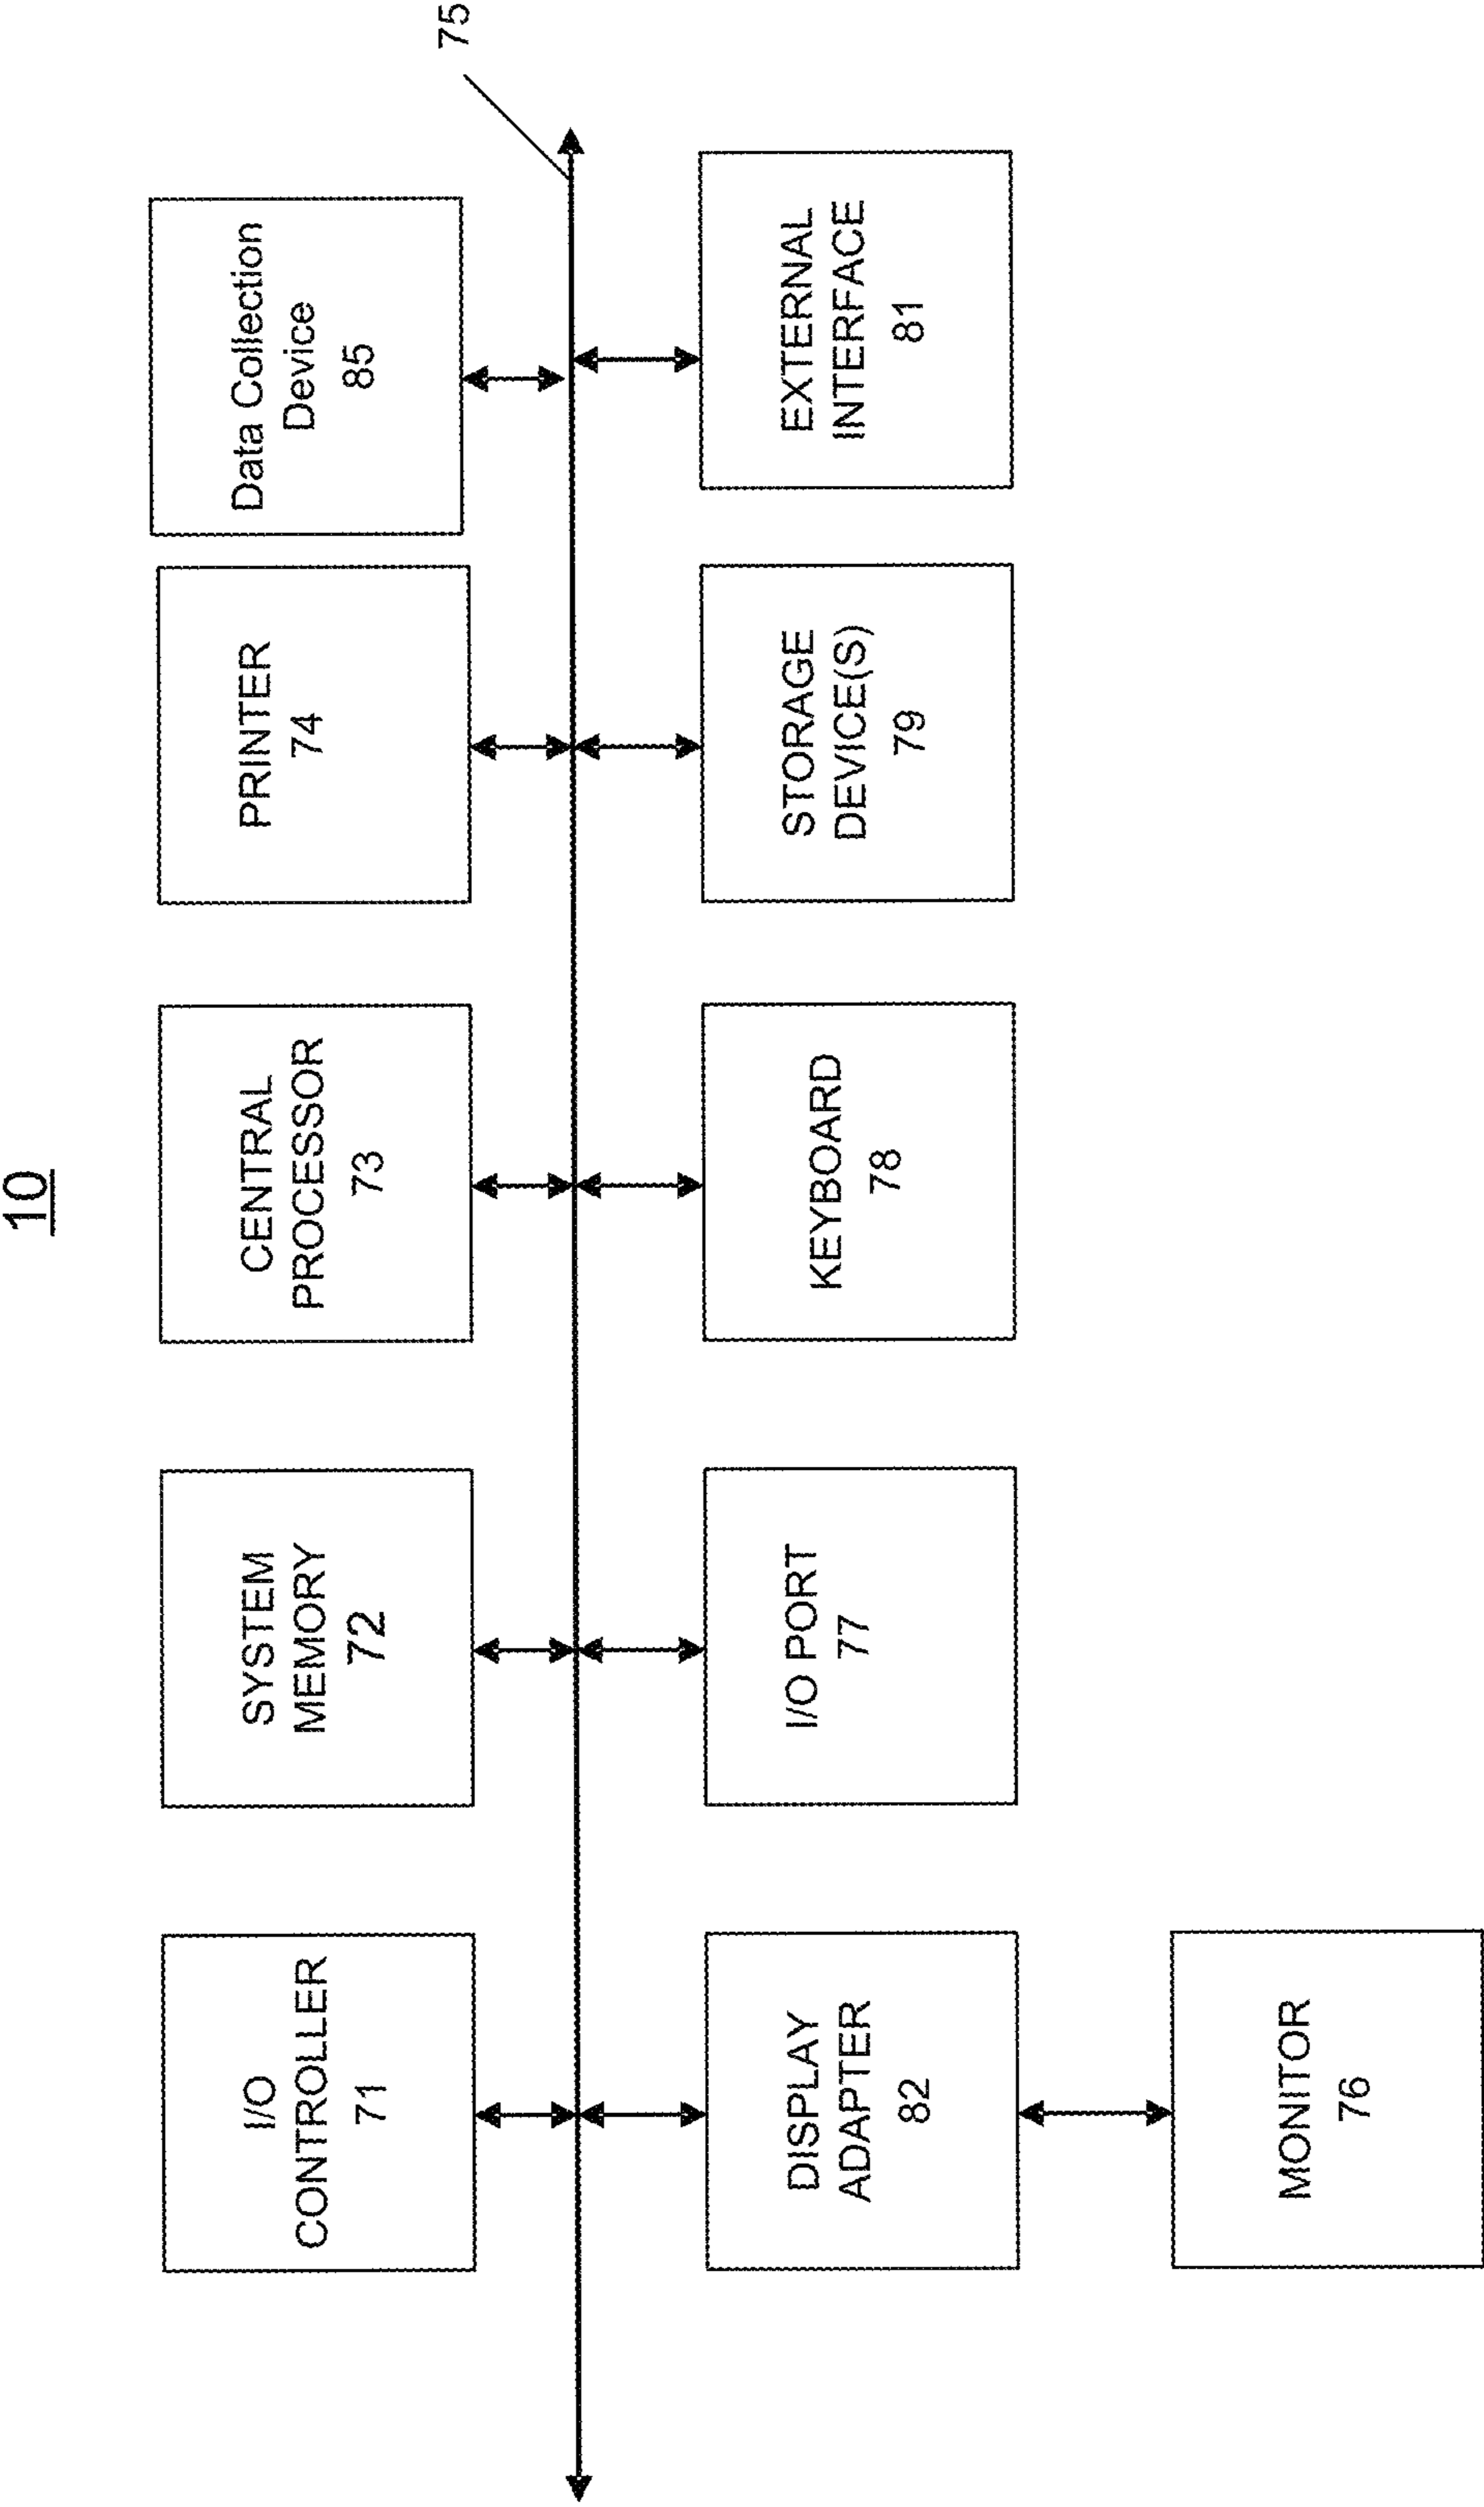 10
I/O
CONTROLLER
71
SYSTEM
MEMORY
72
CENTRAL
PROCESSOR
73
PRINTER
74
Data Collection
Device
85
75
DISPLAY
ADAPTER
82
I/O PORT
77
KEYBOARD
78
STORAGE
DEVICE(S)
79
EXTERNAL
INTERFACE
81
MONITOR
76